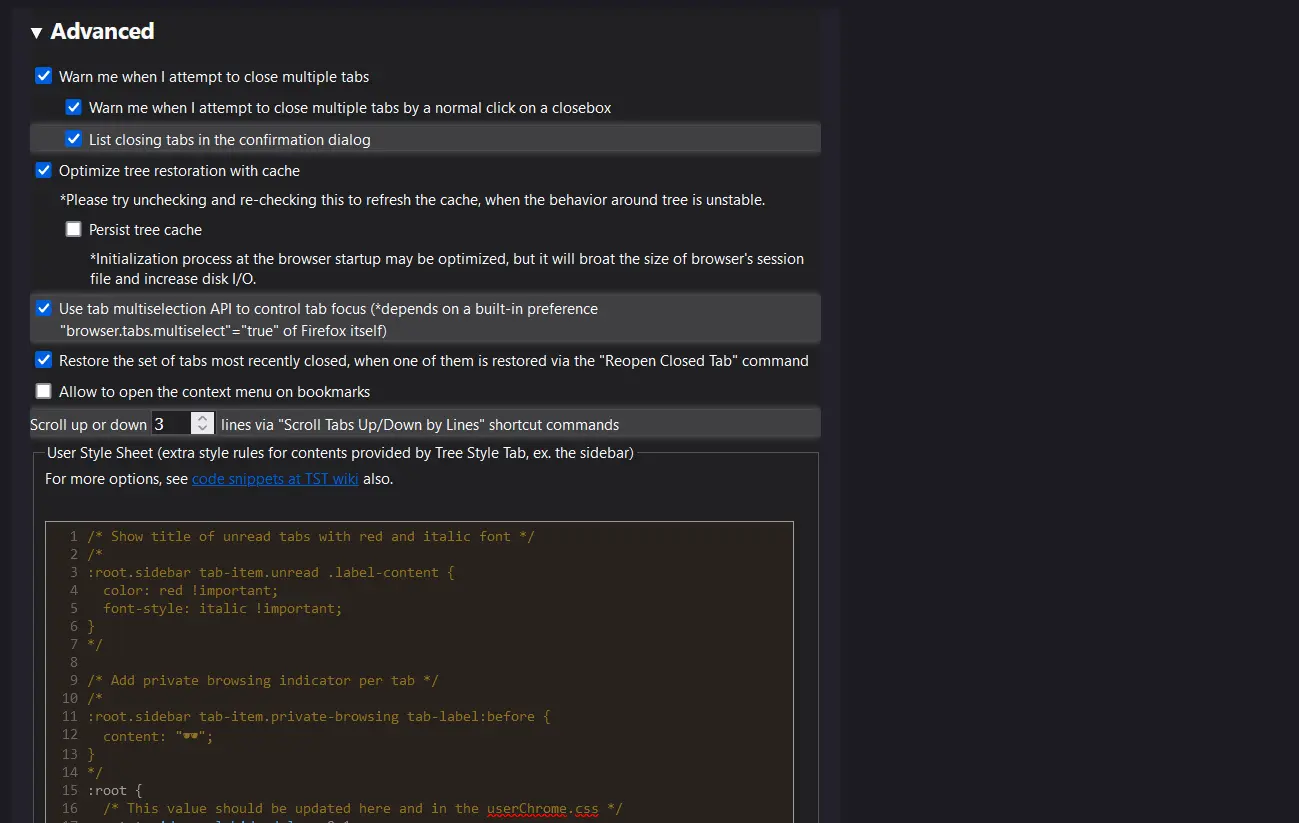 ▼ Advanced
Warn me when I attempt to close multiple tabs
Warn me when I attempt to close multiple tabs by a normal click on a closebox
List closing tabs in the confirmation dialog
Optimize tree restoration with cache
*Please try unchecking and re-checking this to refresh the cache, when the behavior around tree is unstable.
Persist tree cache
*Initialization process at the browser startup may be optimized, but it will broat the size of browser's session
file and increase disk I/O.
Use tab multiselection API to control tab focus (*depends on a built-in preference
"browser.tabs.multiselect"="true" of Firefox itself)
Restore the set of tabs most recently closed, when one of them is restored via the "Reopen Closed Tab" command
Allow to open the context menu on bookmarks
Scroll up or down 3 lines via "Scroll Tabs Up/Down by Lines" shortcut commands
User Style Sheet (extra style rules for contents provided by Tree Style Tab, ex. the sidebar)
For more options, see code snippets at TST wiki also.
1 /* Show title of unread tabs with red and italic font */
2 /*
3 :root.sidebar tab-item.unread .label-content {
4 color: red !important;
5 font-style: italic !important;
6 }
7 */
8
9 /* Add private browsing indicator per tab */
10 /*
11 :root.sidebar tab-item.private-browsing tab-label:before {
12 content: "🕶";
13 }
14 */
15 :root {
16 /* This value should be updated here and in the userChrome.css */